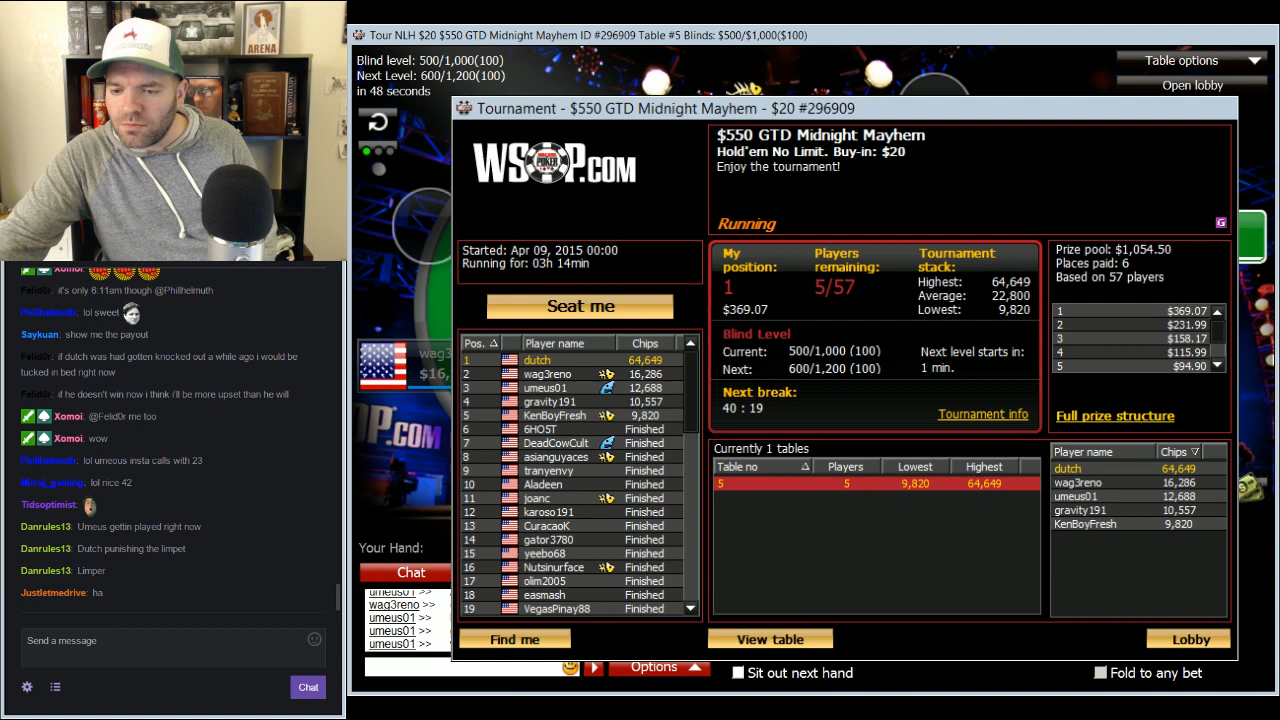 ARENA
Xomoi:
Felid0r: it's only 6.11am though @Philhelmuth
Philhelmuth: lol sweet
Saykuan: show me the payout
Felid0r: if dutch was had gotten knocked out a while ago i would be
tucked in bed right now
Felid0r: if he doesn't win now i think i'll be more upset than he will
Xomoi: @Felid0r me too
Xomoi: wow
Philhelmuth: lol umeous insta calls with 23
lol nice 42
Tidsoptimist:
Danrules13: Umeus gettin played right now
Danrules13: Dutch punishing the limpet
Danrules13: Limper
Justletmedrive: ha
Send a message
Chat
Tour NLH $20 $550 GTD Midnight Mayhem ID #296909 Table #5 Blinds: $500/$1,000($100)
Blind level: 500/1,000(100)
Next Level: 600/1,200(100)
in 48 seconds
Table options
Open lobby
Tournament - $550 GTD Midnight Mayhem - $20 #296909
WSOP.COM
$550 GTD Midnight Mayhem
Hold'em No Limit. Buy-in: $20
Enjoy the tournament!
Running
G
Started: Apr 09, 2015 00:00
Running for: 03h 14min
Seat me
My position: 1
$369.07
Players remaining: 5/57
Tournament stack:
Highest: 64,649
Average: 22,800
Lowest: 9,820
Blind Level
Current: 500/1,000 (100)
Next: 600/1,200 (100)
Next level starts in:
1 min.
Next break:
40 : 19
Tournament info
Prize pool: $1,054.50
Places paid: 6
Based on 57 players
1 $369.07
2 $231.99
3 $158.17
4 $115.99
5 $94.90
Full prize structure
Pos. Player name Chips
1 dutch 64,649
2 wag3reno 16,286
3 umeus01 12,688
4 gravity191 10,557
5 KenBoyFresh 9,820
6 6HOST Finished
7 DeadCowCult Finished
8 asianguyaces Finished
9 tranyenvy Finished
10 Aladeen Finished
11 joanc Finished
12 karoso191 Finished
13 CuracaoK Finished
14 gator3780 Finished
15 yeebo68 Finished
16 Nutsinurface Finished
17 olim2005 Finished
18 easmash Finished
19 VegasPinay88 Finished
Currently 1 tables
Table no Players Lowest Highest
5 5 9,820 64,649
Player name Chips
dutch 64,649
wag3reno 16,286
umeus01 12,688
gravity191 10,557
KenBoyFresh 9,820
Find me
View table
Lobby
wag3
$16,
OP.COM
Your Hand:
Chat
umeus01 >>
wag3reno >>
umeus01 >>
umeus01 >>
umeus01 >>
Options
Sit out next hand
Fold to any bet